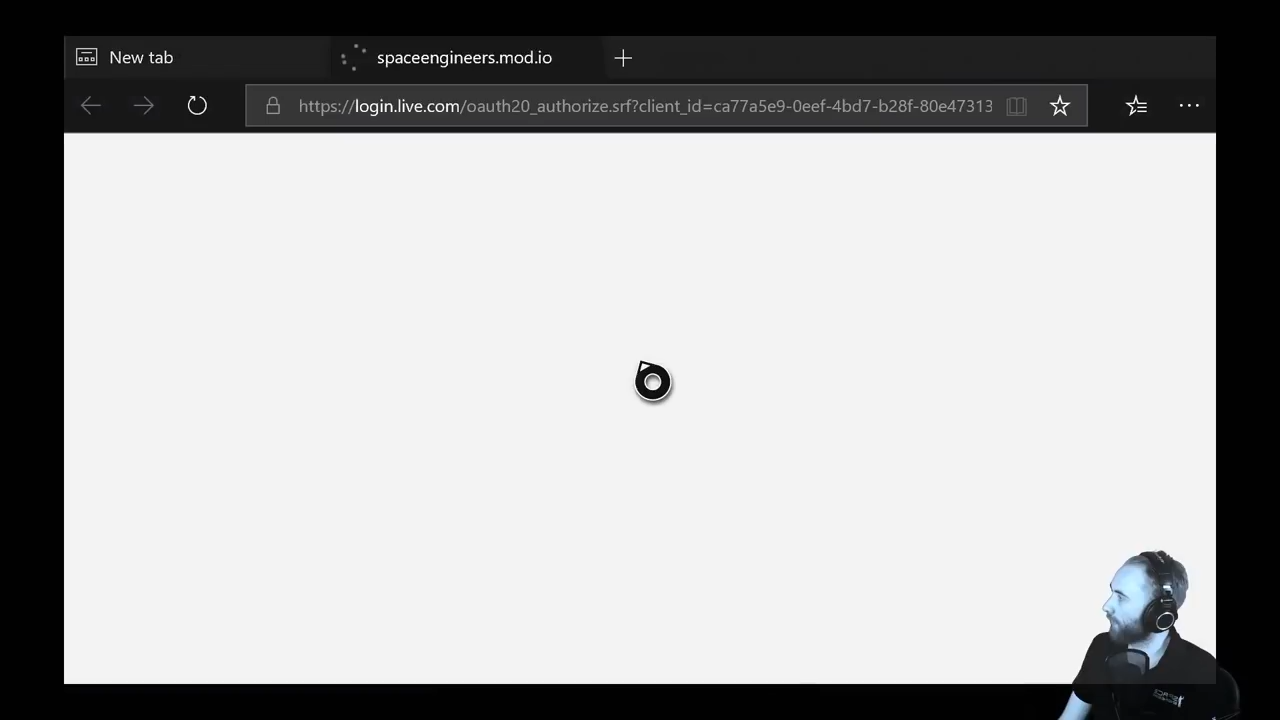 New tab
spaceengineers.mod.io
https://login.live.com/oauth20_authorize.srf?client_id=ca77a5e9-0eef-4bd7-b28f-80e47313